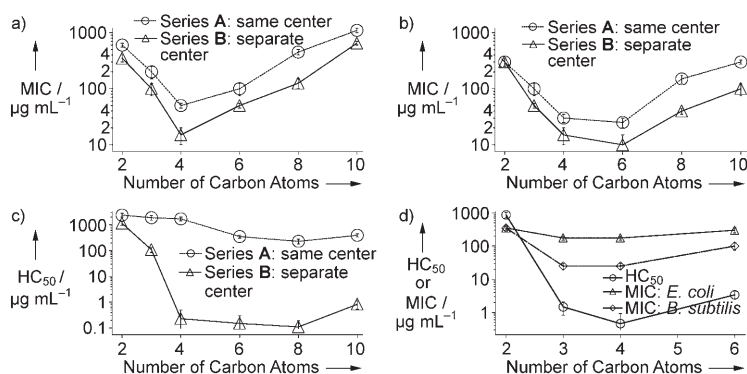 a)
Series A: same center
Series B: separate
center
1000
4
2
100
4
2
10
MIC /
µg mL–1
2 4 6 8 10
Number of Carbon Atoms
b)
Series A: same center
Series B: separate
center
1000
4
2
100
4
2
10
MIC /
µg mL–1
2 4 6 8 10
Number of Carbon Atoms
c)
1000
100
10
1
0.1
HC50 /
µg mL–1
Series A: same center
Series B: separate
center
2 4 6 8 10
Number of Carbon Atoms
d)
1000
100
10
1
HC50
or
MIC /
µg mL–1
HC50
MIC: E. coli
MIC: B. subtilis
2 3 4 6
Number of Carbon Atoms